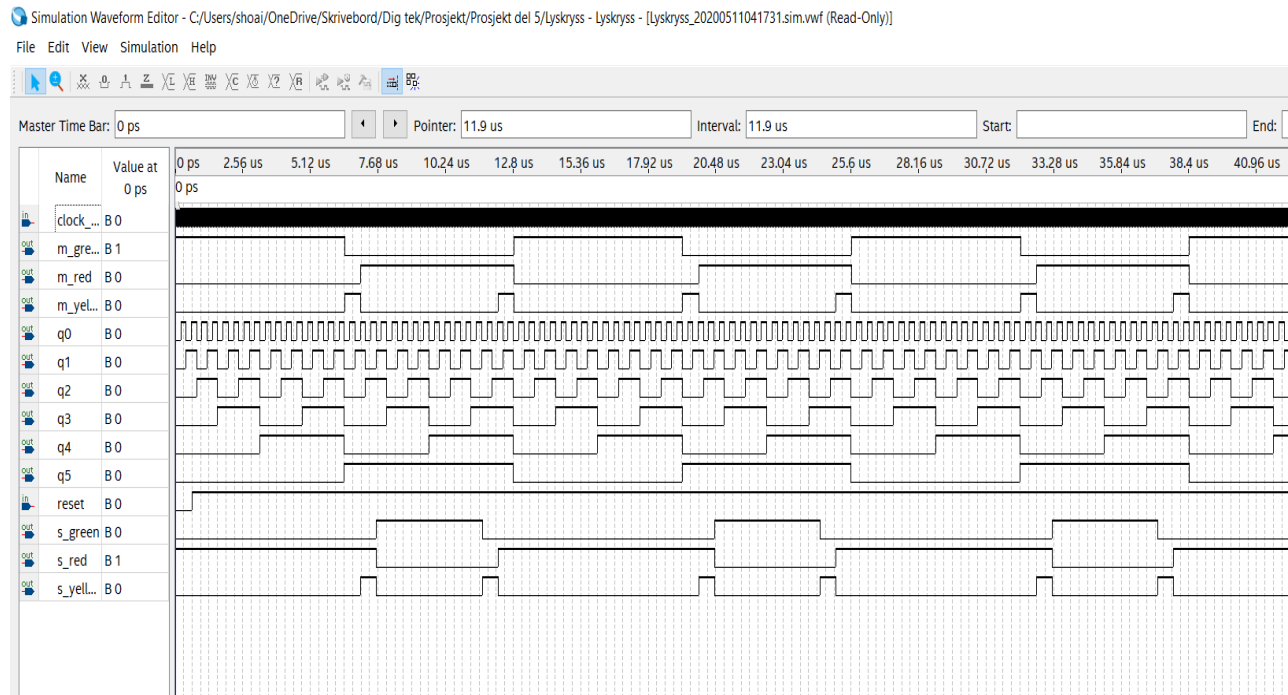 Simulation Waveform Editor - C:/Users/shoai/OneDrive/Skrivebord/Dig tek/Prosjekt/Prosjekt del 5/Lyskryss - Lyskryss - [Lyskryss_20200511041731.sim.vwf (Read-Only)]
File Edit View Simulation Help
Master Time Bar: 0 ps Pointer: 11.9 us Interval: 11.9 us Start: End:
Name Value at 0 ps 0 ps 2.56 us 5.12 us 7.68 us 10.24 us 12.8 us 15.36 us 17.92 us 20.48 us 23.04 us 25.6 us 28.16 us 30.72 us 33.28 us 35.84 us 38.4 us 40.96 us
0 ps
in clock_... B 0
out m_gre... B 1
out m_red B 0
out m_yel... B 0
out q0 B 0
out q1 B 0
out q2 B 0
out q3 B 0
out q4 B 0
out q5 B 0
in reset B 0
out s_green B 0
out s_red B 1
out s_yell... B 0